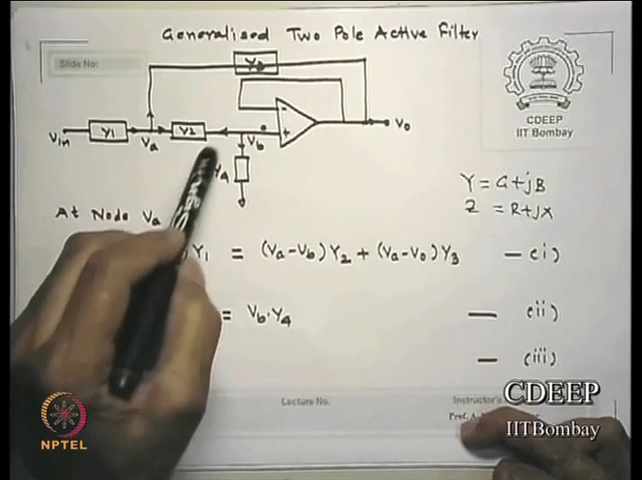 Generalised Two Pole Active Filter
Slide No:
CDEEP
IIT Bombay
Y3
Vin
Y1
Va
Y2
Vb
+
Vo
Y4
Y = G+jB
Z = R+jX
At Node Va
Y1 = (Va-Vb)Y2 + (Va-Vo)Y3 — (i)
= Vb.Y4 — (ii)
— (iii)
Lecture No.
Instructor's
NPTEL
CDEEP
IIT Bombay